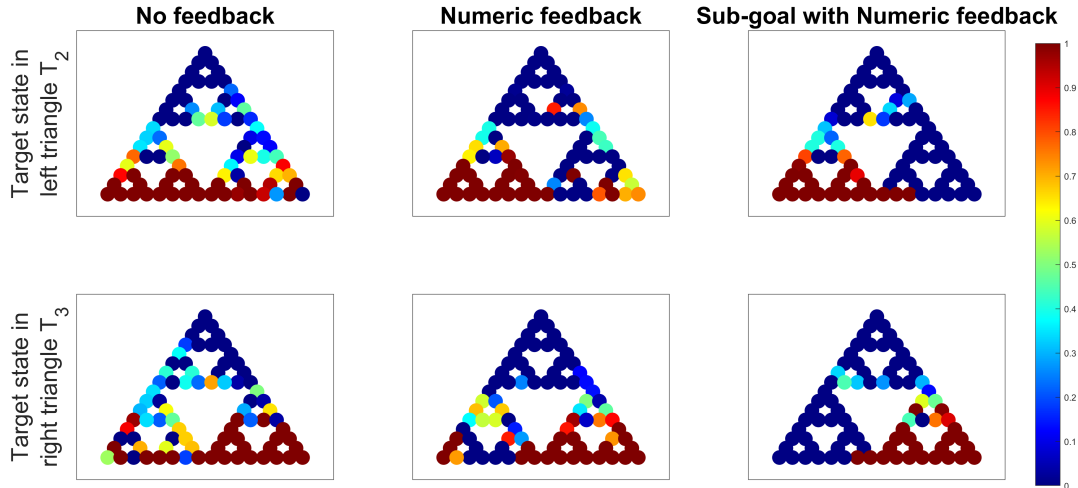 No feedback
Numeric feedback
Sub-goal with Numeric feedback
Target state in
left triangle T2
Target state in
right triangle T3
1
0.9
0.8
0.7
0.6
0.5
0.4
0.3
0.2
0.1
0